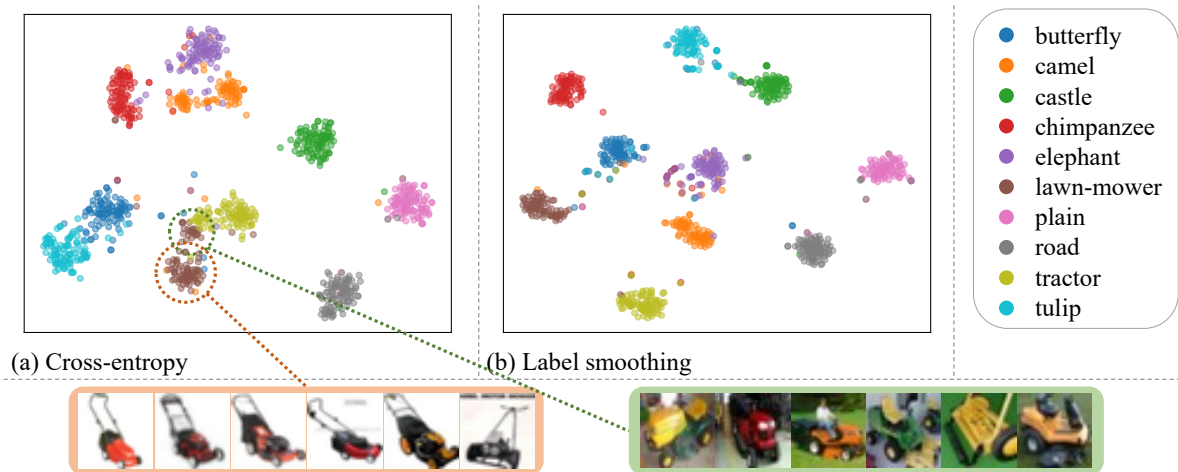 butterfly
camel
castle
chimpanzee
elephant
lawn-mower
plain
road
tractor
tulip
(a) Cross-entropy
(b) Label smoothing